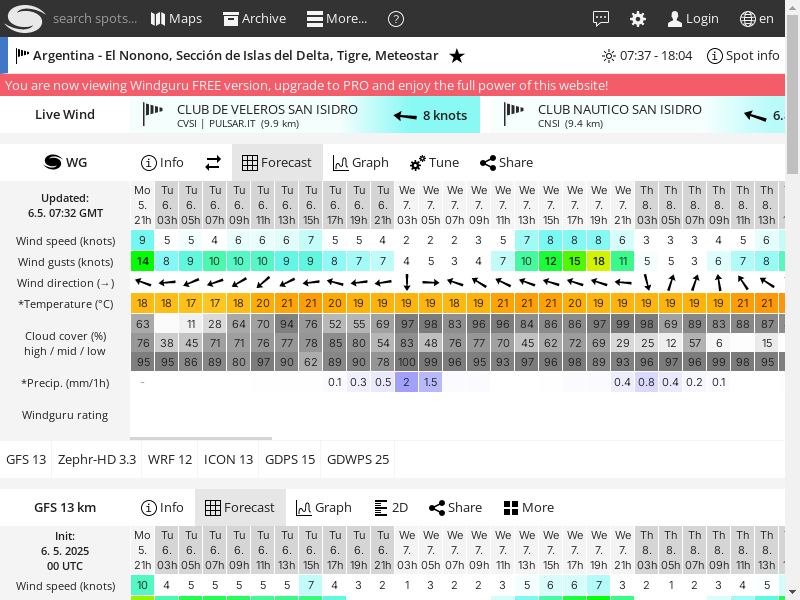 search spots...
Maps
Archive
More...
Login
en
Argentina - El Nonono, Sección de Islas del Delta, Tigre, Meteostar
07:37 - 18:04
Spot info
You are now viewing Windguru FREE version, upgrade to PRO and enjoy the full power of this website!
Live Wind
CLUB DE VELEROS SAN ISIDRO
CVSI | PULSAR.IT (9.9 km)
8 knots
CLUB NAUTICO SAN ISIDRO
CNSI (9.4 km)
WG
Info
Forecast
Graph
Tune
Share
Updated:
6.5. 07:32 GMT
Mo Tu Tu Tu Tu Tu Tu Tu Tu Tu Tu We We We We We We We We We We Th Th Th Th Th Th
5. 6. 6. 6. 6. 6. 6. 6. 6. 6. 6. 7. 7. 7. 7. 7. 7. 7. 7. 7. 7. 8. 8. 8. 8. 8. 8.
21h 03h 05h 07h 09h 11h 13h 15h 17h 19h 21h 03h 05h 07h 09h 11h 13h 15h 17h 19h 21h 03h 05h 07h 09h 11h 13h
Wind speed (knots) 9 5 5 4 6 6 6 7 5 5 4 2 2 2 3 5 7 8 8 8 6 3 3 3 4 5 6
Wind gusts (knots) 14 8 9 10 10 10 9 9 8 7 7 4 5 3 4 7 10 12 15 18 11 5 5 3 6 7 8
Wind direction (→)
*Temperature (°C) 18 18 17 17 18 20 21 21 20 19 19 19 19 18 19 21 21 21 20 19 19 19 19 19 19 21 21
Cloud cover (%)
high / mid / low
63 11 28 64 70 94 76 52 55 69 97 98 83 96 96 84 86 86 97 99 98 69 89 83 88 87
76 38 45 71 71 76 77 78 85 80 54 83 48 76 77 70 45 62 72 69 29 25 12 57 6 15
95 95 86 89 80 97 90 62 89 90 78 100 99 96 95 93 97 96 98 89 93 96 97 96 99 98 95
*Precip. (mm/1h) - 0.1 0.3 0.5 2 1.5 0.4 0.8 0.4 0.2 0.1
Windguru rating
GFS 13
Zephr-HD 3.3
WRF 12
ICON 13
GDPS 15
GDWPS 25
GFS 13 km
Info
Forecast
Graph
2D
Share
More
Init:
6. 5. 2025
00 UTC
Mo Tu Tu Tu Tu Tu Tu Tu Tu Tu Tu We We We We We We We We We We Th Th Th Th Th Th
5. 6. 6. 6. 6. 6. 6. 6. 6. 6. 6. 7. 7. 7. 7. 7. 7. 7. 7. 7. 7. 8. 8. 8. 8. 8. 8.
21h 03h 05h 07h 09h 11h 13h 15h 17h 19h 21h 03h 05h 07h 09h 11h 13h 15h 17h 19h 21h 03h 05h 07h 09h 11h 13h
Wind speed (knots) 10 4 5 5 5 5 5 7 4 3 2 1 3 2 2 3 5 6 6 7 3 2 1 2 3 4 5